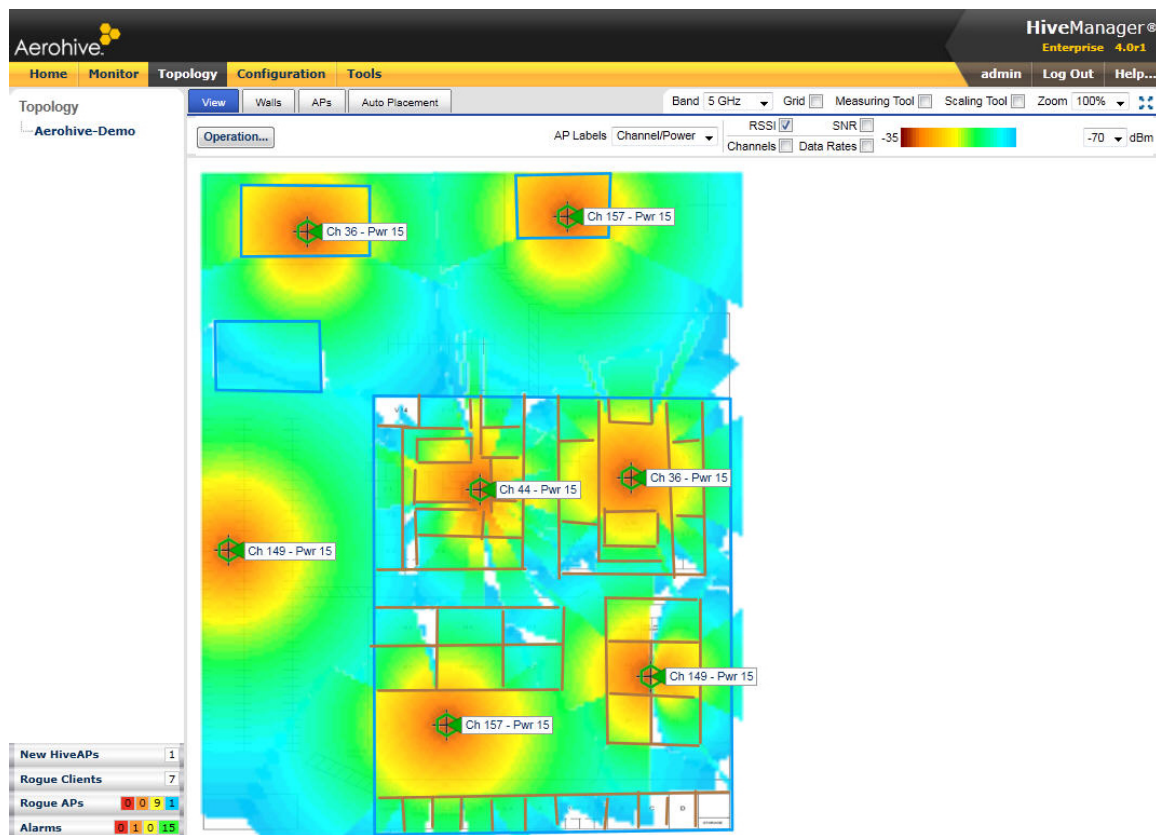 Aerohive
HiveManager®
Enterprise 4.0r1
Home Monitor Topology Configuration Tools admin Log Out Help...
Topology
Aerohive-Demo
View Walls APs Auto Placement Band 5 GHz Grid Measuring Tool Scaling Tool Zoom 100%
Operation... AP Labels Channel/Power RSSI SNR Channels Data Rates -35 -70 dBm
Ch 157 - Pwr 15
Ch 36 - Pwr 15
Ch 36 - Pwr 15
Ch 44 - Pwr 15
Ch 149 - Pwr 15
Ch 149 - Pwr 15
Ch 157 - Pwr 15
New HiveAPs 1
Rogue Clients 7
Rogue APs 0 0 9 1
Alarms 0 1 0 15